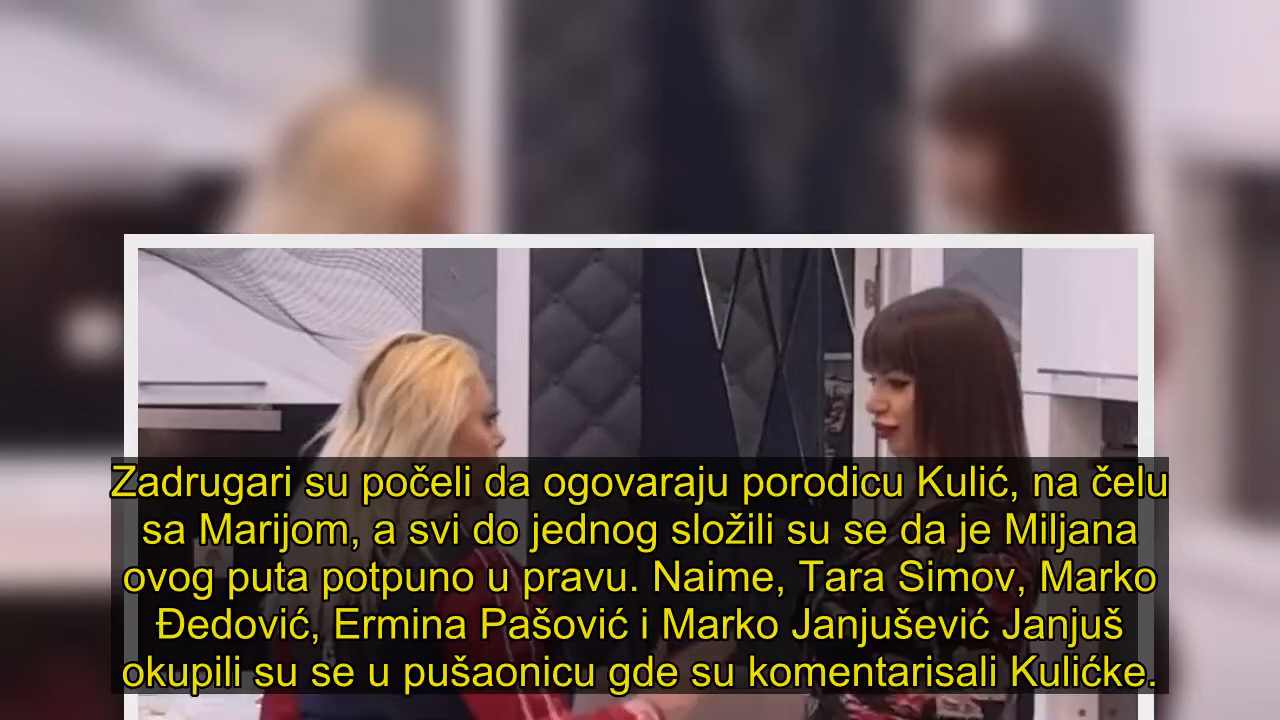 Zadrugari su počeli da ogovaraju porodicu Kulić, na čelu
sa Marijom, a svi do jednog složili su se da je Miljana
ovog puta potpuno u pravu. Naime, Tara Simov, Marko
Đedović, Ermina Pašović i Marko Janjušević Janjuš
okupili su se u pušaonicu gde su komentarisali Kulićke.